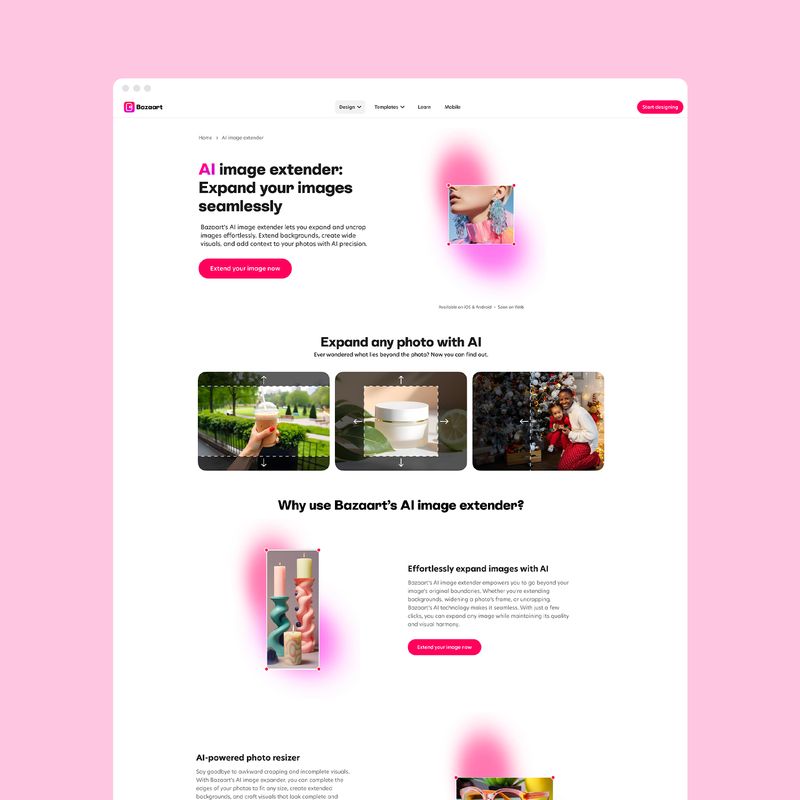 Bazaart
Design
Templates
Learn
Mobile
Start designing
Home > AI image extender
AI image extender:
Expand your images
seamlessly
Bazaart's AI image extender lets you expand and uncrop
images effortlessly. Extend backgrounds, create wide
visuals, and add context to your photos with AI precision.
Extend your image now
Available on iOS & Android • Soon on Web
Expand any photo with AI
Ever wondered what lies beyond the photo? Now you can find out.
Why use Bazaart's AI image extender?
Effortlessly expand images with AI
Bazaart's AI image extender empowers you to go beyond your
image's original boundaries. Whether you're extending
backgrounds, widening a photo's frame, or uncropping,
Bazaart's AI technology makes it seamless. With just a few
clicks, you can expand any image while maintaining its quality
and visual harmony.
Extend your image now
AI-powered photo resizer
Say goodbye to awkward cropping and incomplete visuals.
With Bazaart's AI image expander, you can complete the
edges of your photos to fit any size, create extended
backgrounds, and craft visuals that look complete and